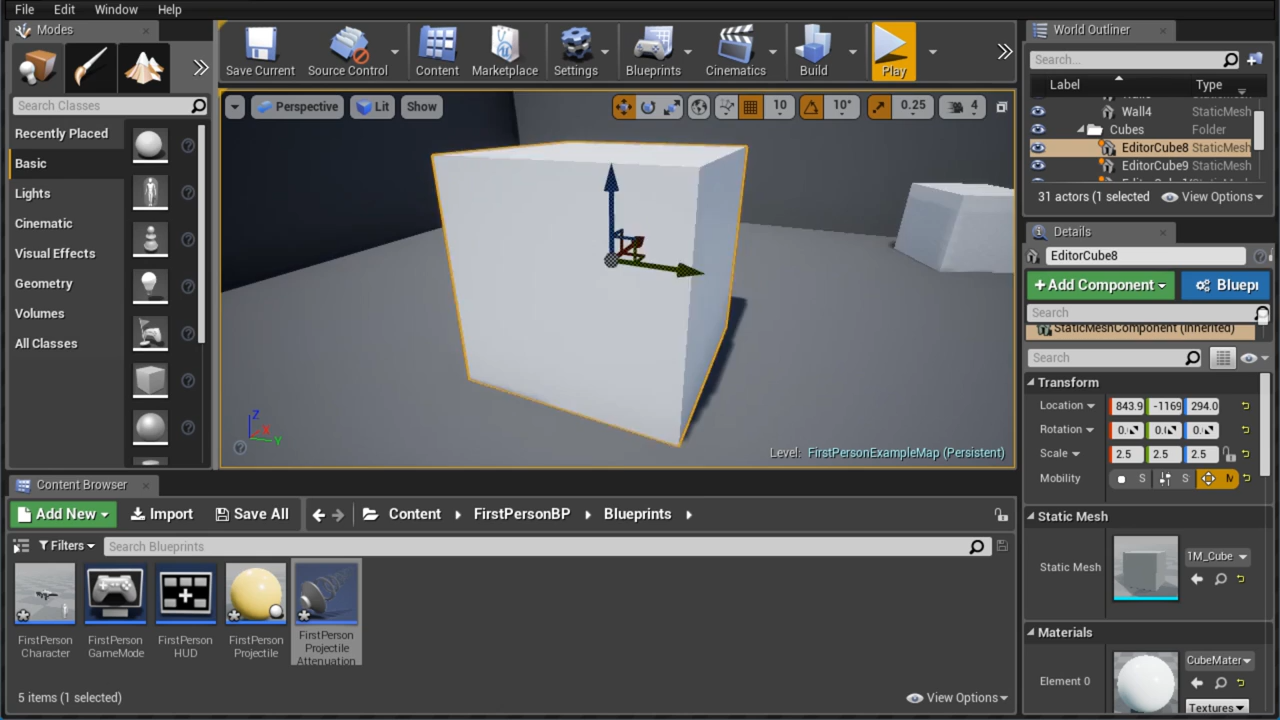 File Edit Window Help
Modes
World Outliner
Save Current Source Control Content Marketplace Settings Blueprints Cinematics Build Play
Search...
Label Type
Search Classes
Perspective Lit Show 10 10° 0.25 4
Wall4 StaticMesh
Recently Placed
Cubes Folder
EditorCube8 StaticMesh
Basic
EditorCube9 StaticMesh
Lights
31 actors (1 selected View Options
Cinematic
Details
Visual Effects
EditorCube8
Geometry
+Add Component Bluepr
Volumes
Search
StaticMeshComponent (Inherited)
All Classes
Search
Transform
Location 843.9 -1169 294.0
Rotation 0. 0. 0.
Scale 2.5 2.5 2.5
Mobility S S M
Z
X
Y
Level: FirstPersonExampleMap (Persistent)
Content Browser
Add New Import Save All Content FirstPersonBP Blueprints
Static Mesh
Filters Search Blueprints
Static Mesh 1M_Cube
FirstPerson Character
FirstPerson GameMode
FirstPerson HUD
FirstPerson Projectile
FirstPerson Projectile Attenuation
Materials
CubeMater
Element 0
5 items (1 selected) View Options
Textures